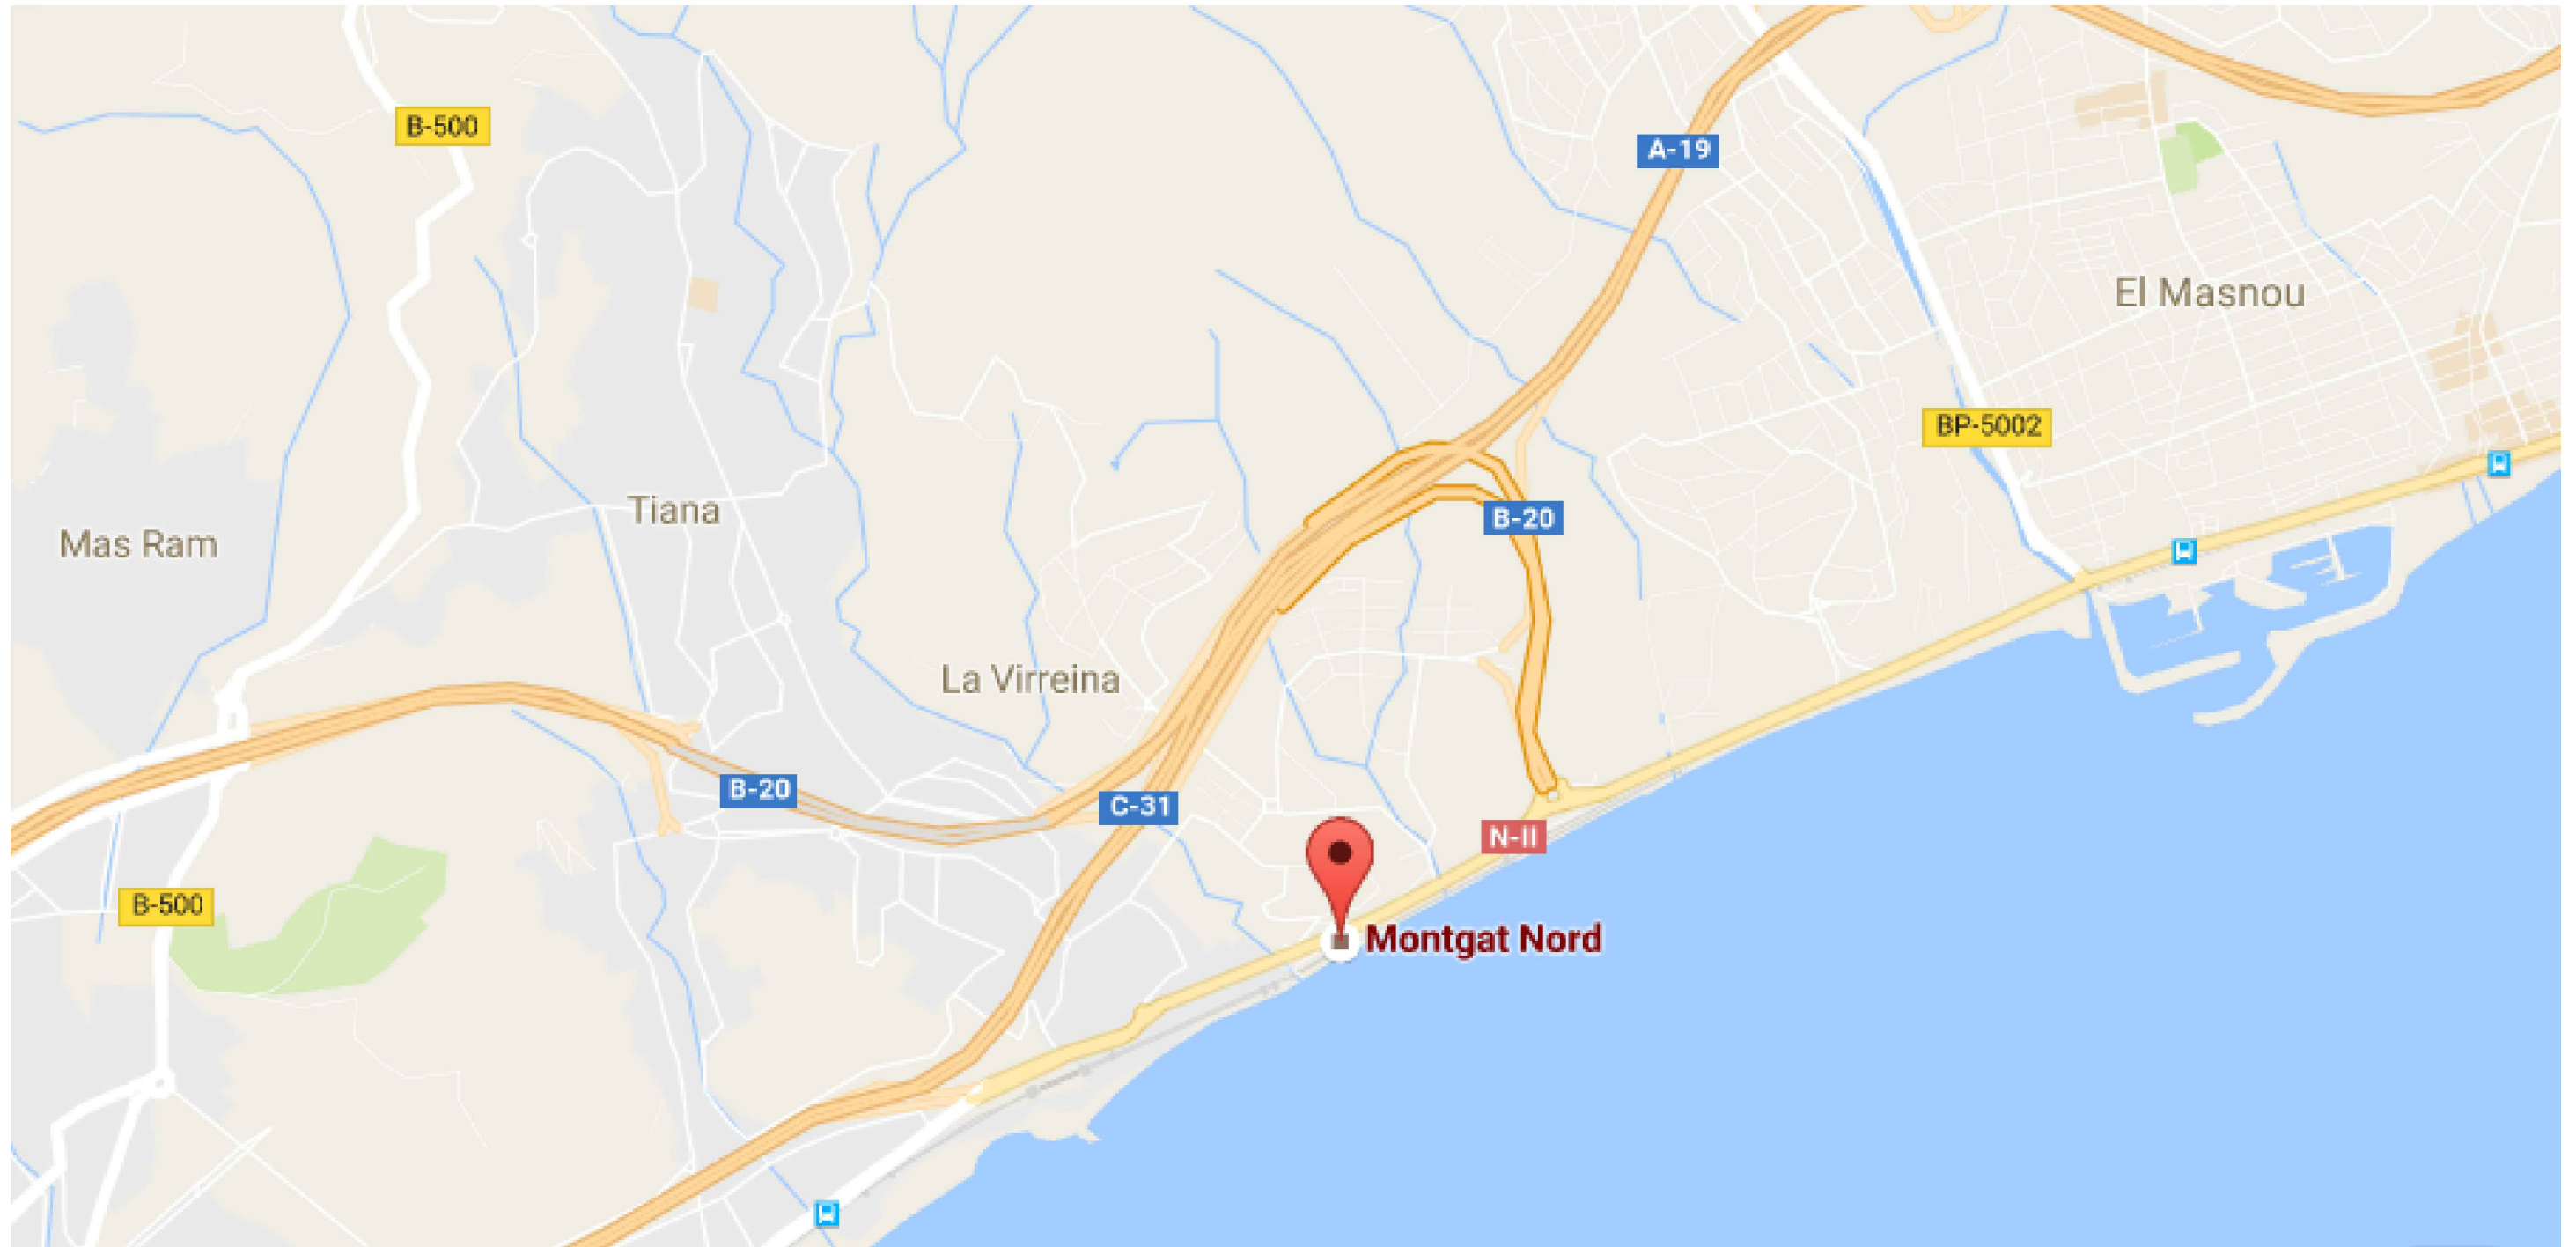 B-500
A-19
El Masnou
BP-5002
Tiana
B-20
Mas Ram
La Virreina
B-20
C-31
N-II
B-500
Montgat Nord